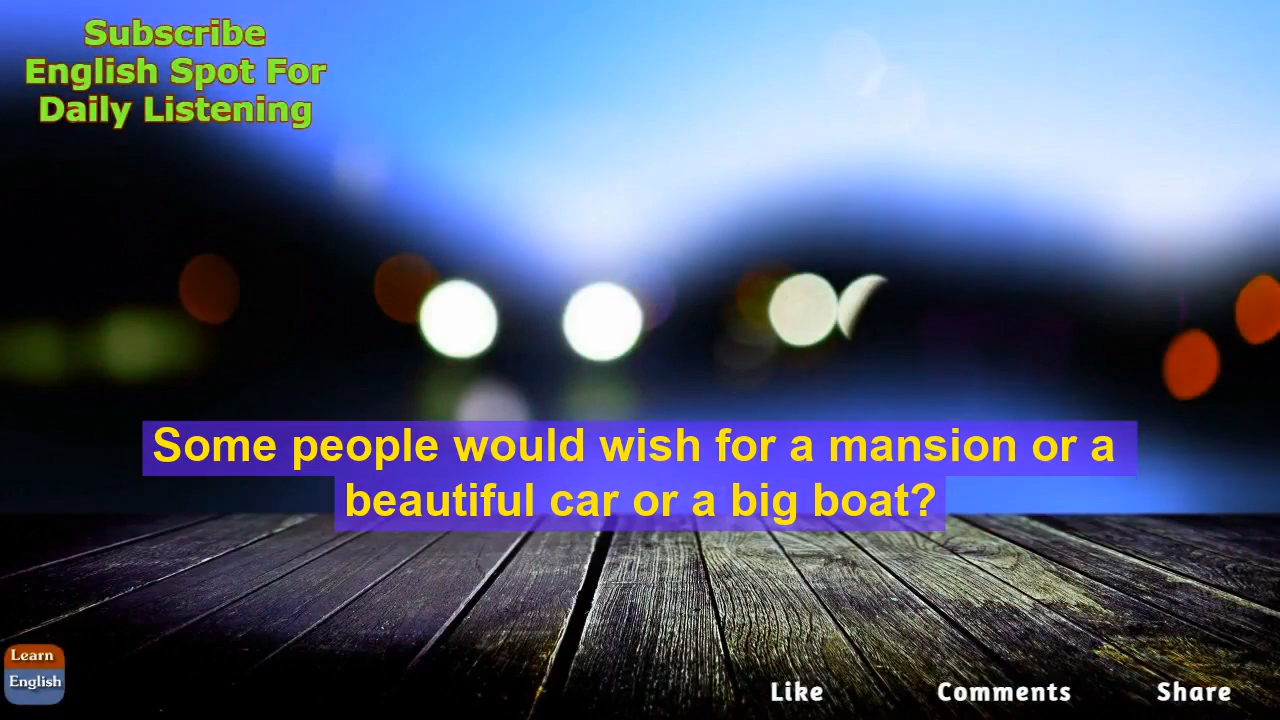 Subscribe
English Spot For
Daily Listening
Some people would wish for a mansion or a
beautiful car or a big boat?
Learn
English
Like
Comments
Share